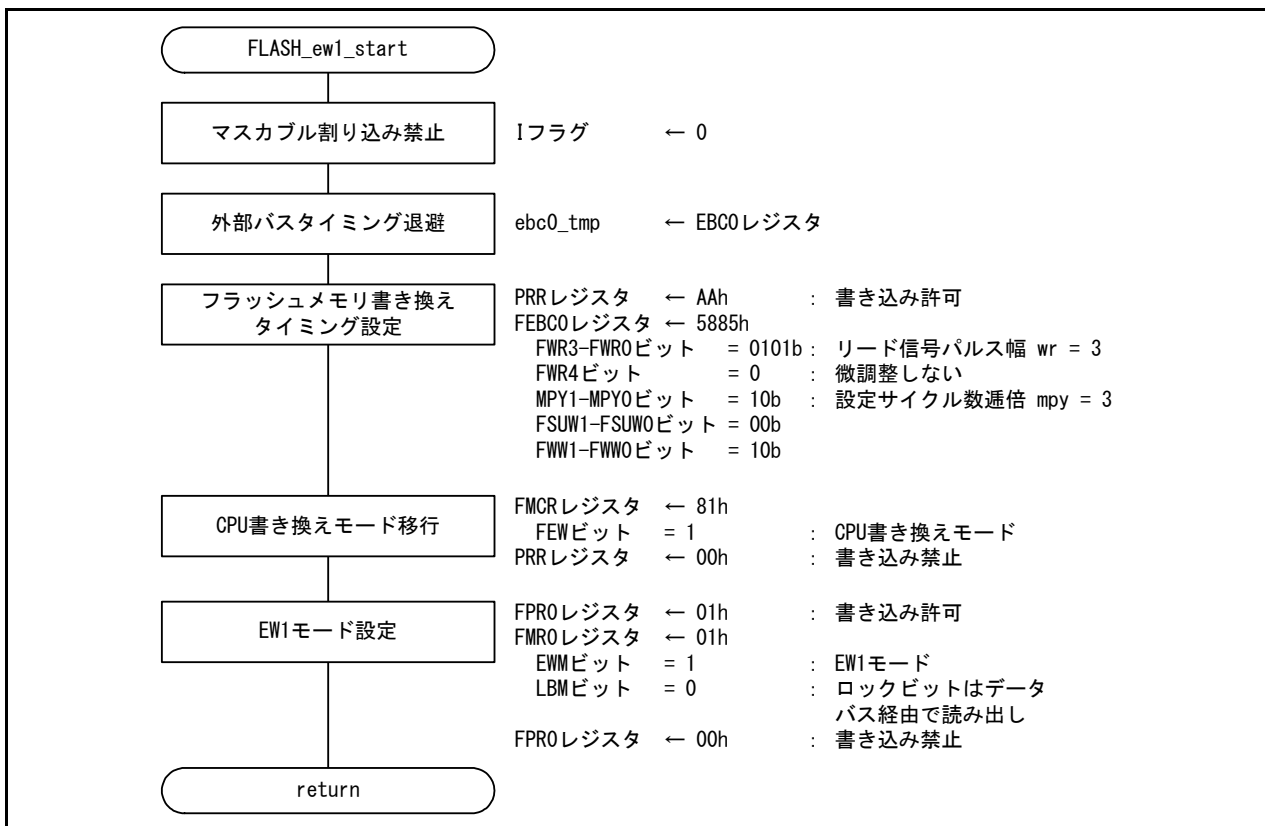 FLASH_ew1_start
マスカブル割り込み禁止 Iフラグ ← 0
外部バスタイミング退避 ebc0_tmp ← EBC0レジスタ
フラッシュメモリ書き換え
タイミング設定
PRRレジスタ ← AAh : 書き込み許可
FEBC0レジスタ ← 5885h
FWR3-FWR0ビット = 0101b : リード信号パルス幅 wr = 3
FWR4ビット = 0 : 微調整しない
MPY1-MPY0ビット = 10b : 設定サイクル数逓倍 mpy = 3
FSUW1-FSUW0ビット = 00b
FWW1-FWW0ビット = 10b
CPU書き換えモード移行
FMCRレジスタ ← 81h
FEWビット = 1 : CPU書き換えモード
PRRレジスタ ← 00h : 書き込み禁止
EW1モード設定
FPR0レジスタ ← 01h : 書き込み許可
FMR0レジスタ ← 01h
EWMビット = 1 : EW1モード
LBMビット = 0 : ロックビットはデータ
バス経由で読み出し
FPR0レジスタ ← 00h : 書き込み禁止
return